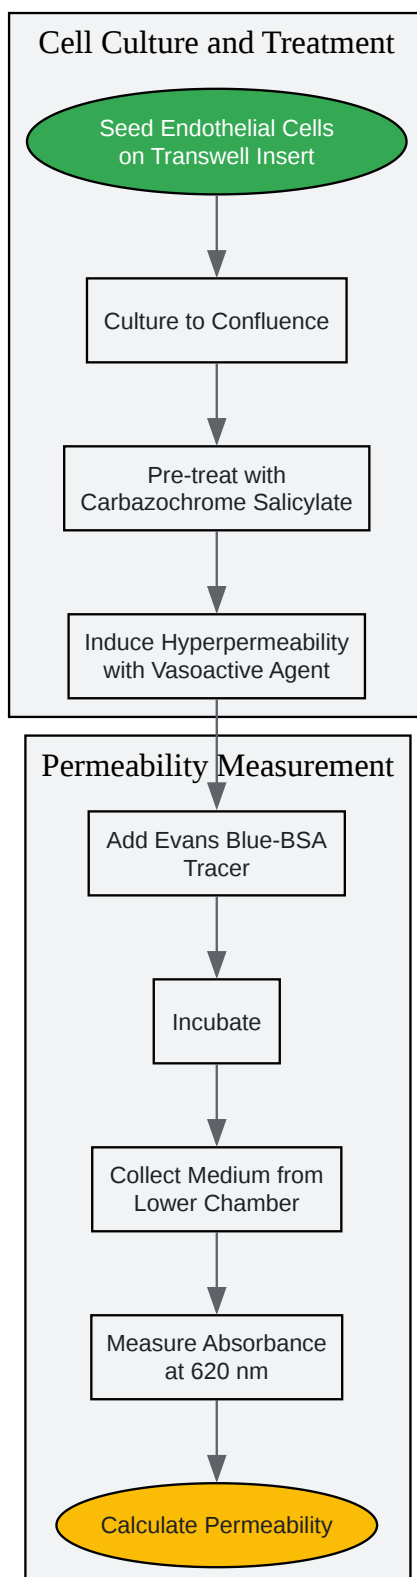 Cell Culture and Treatment
Seed Endothelial Cells
on Transwell Insert
Culture to Confluence
Pre-treat with
Carbazochrome Salicylate
Induce Hyperpermeability
with Vasoactive Agent
Permeability Measurement
Add Evans Blue-BSA
Tracer
Incubate
Collect Medium from
Lower Chamber
Measure Absorbance
at 620 nm
Calculate Permeability